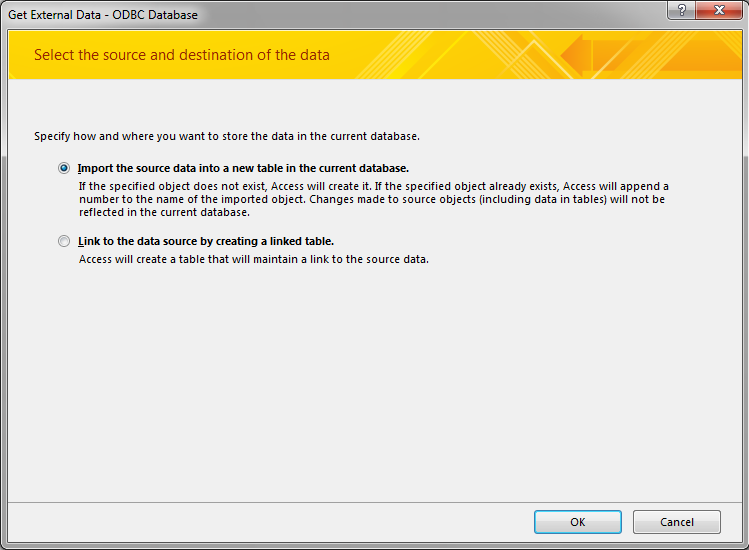 Get External Data - ODBC Database
?
Select the source and destination of the data
Specify how and where you want to store the data in the current database.
Import the source data into a new table in the current database.
If the specified object does not exist, Access will create it. If the specified object already exists, Access will append a
number to the name of the imported object. Changes made to source objects (including data in tables) will not be
reflected in the current database.
Link to the data source by creating a linked table.
Access will create a table that will maintain a link to the source data.
OK
Cancel